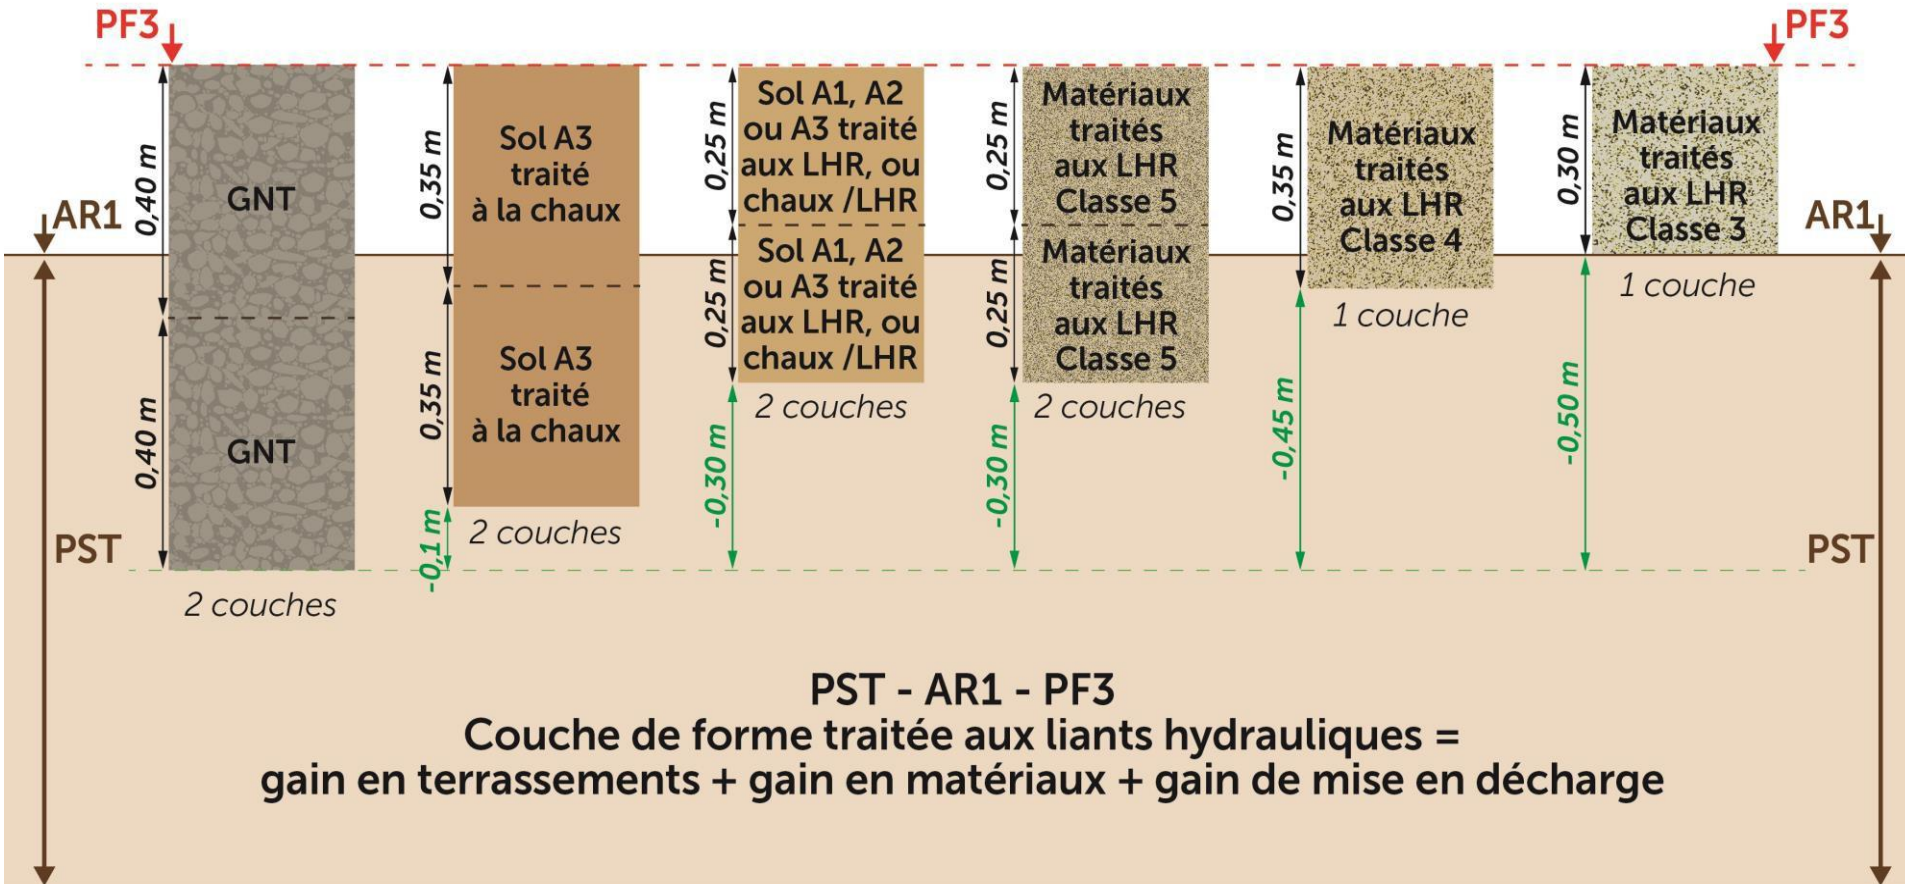 PF3
PF3
AR1
AR1
PST
PST
0,40 m
GNT
0,40 m
GNT
2 couches
0,35 m
Sol A3
traité
à la chaux
0,35 m
Sol A3
traité
à la chaux
-0,1 m
2 couches
0,25 m
Sol A1, A2
ou A3 traité
aux LHR, ou
chaux /LHR
0,25 m
Sol A1, A2
ou A3 traité
aux LHR, ou
chaux /LHR
-0,30 m
2 couches
0,25 m
Matériaux
traités
aux LHR
Classe 5
0,25 m
Matériaux
traités
aux LHR
Classe 5
-0,30 m
2 couches
0,35 m
Matériaux
traités
aux LHR
Classe 4
-0,45 m
1 couche
0,30 m
Matériaux
traités
aux LHR
Classe 3
-0,50 m
1 couche
PST - AR1 - PF3
Couche de forme traitée aux liants hydrauliques =
gain en terrassements + gain en matériaux + gain de mise en décharge